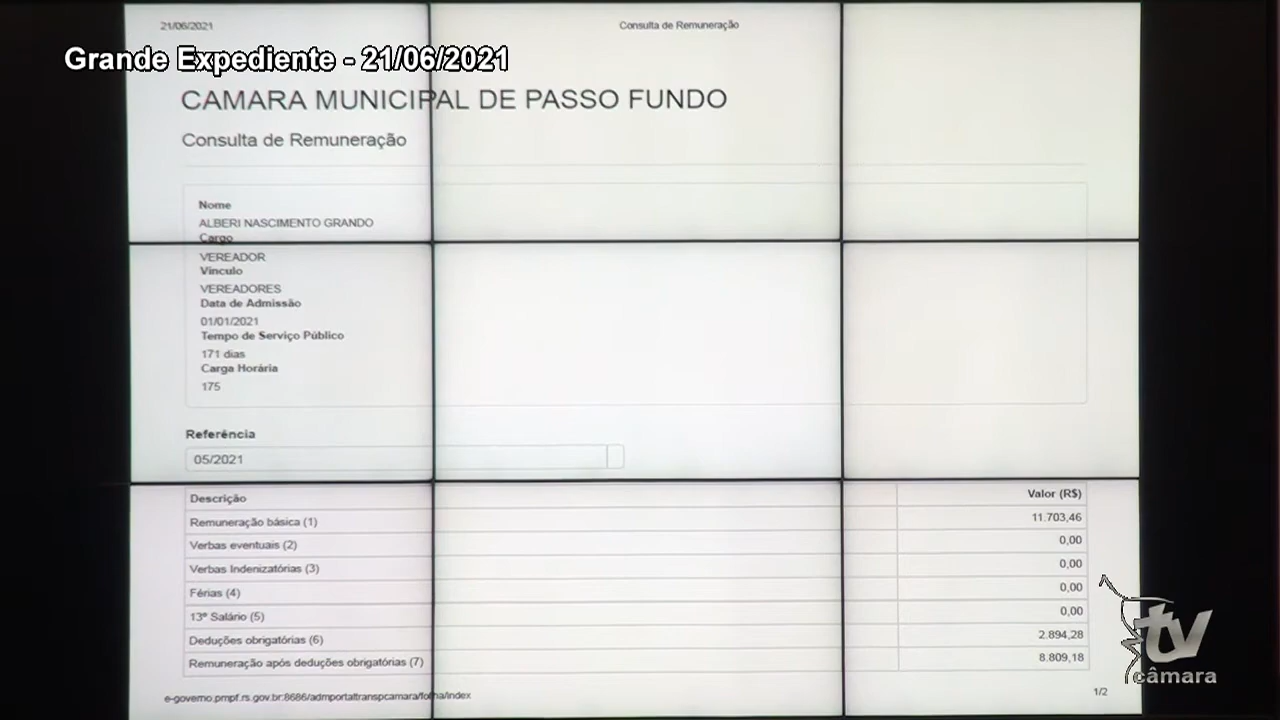 21/06/2021
Consulta de Remuneração
Grande Expediente - 21/06/2021
CAMARA MUNICIPAL DE PASSO FUNDO
Consulta de Remuneração
Nome
ALBERI NASCIMENTO GRANDO
Cargo
VEREADOR
Vínculo
VEREADORES
Data de Admissão
01/01/2021
Tempo de Serviço Público
171 dias
Carga Horária
175
Referência
05/2021
Descrição Valor (R$)
Remuneração básica (1) 11.703,46
Verbas eventuais (2) 0,00
Verbas Indenizatórias (3) 0,00
Férias (4) 0,00
13º Salário (5) 0,00
Deduções obrigatórias (6) 2.894,28
Remuneração após deduções obrigatórias (7) 8.809,18
e-governo.pmpf.rs.gov.br:8686/admportaltranspcamara/folha/index
1/2
tv
câmara